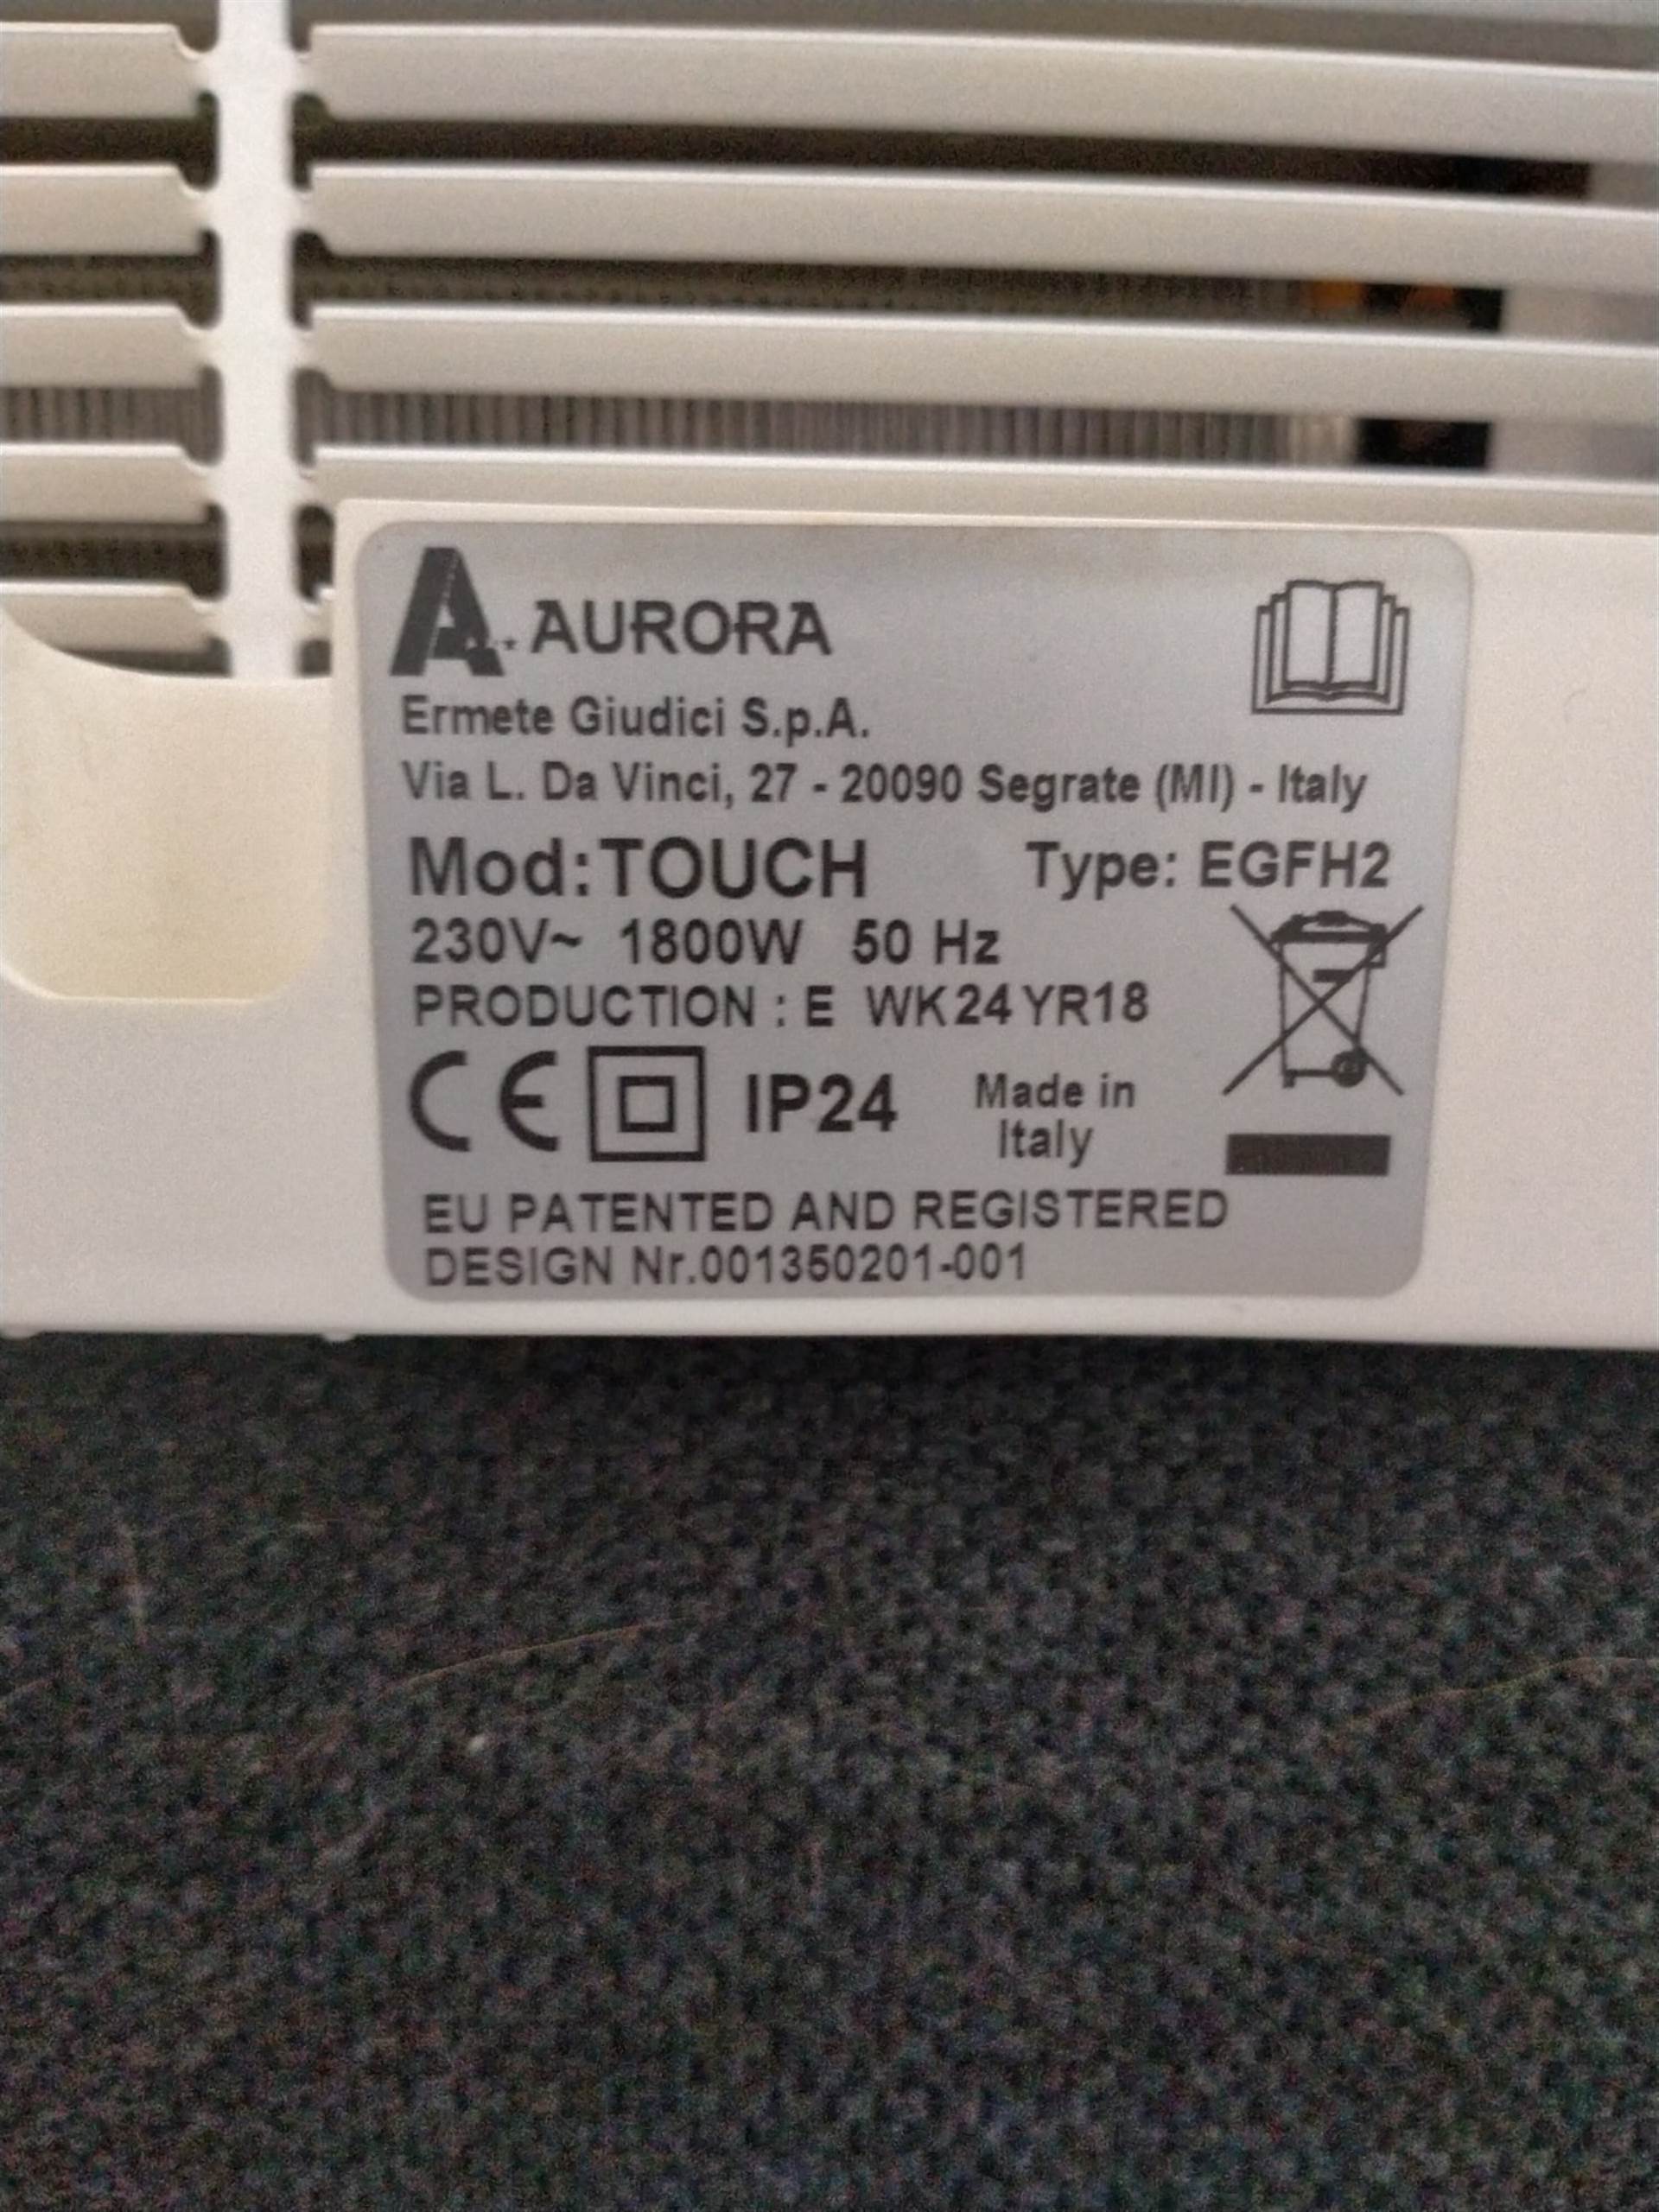 AURORA
Ermete Giudici S.p.A.
Via L. Da Vinci, 27 - 20090 Segrate (MI) - Italy
Mod:TOUCH Type: EGFH2
230V~ 1800W 50 Hz
PRODUCTION : E WK24YR18
CE IP24 Made in
Italy
EU PATENTED AND REGISTERED
DESIGN Nr.001350201-001